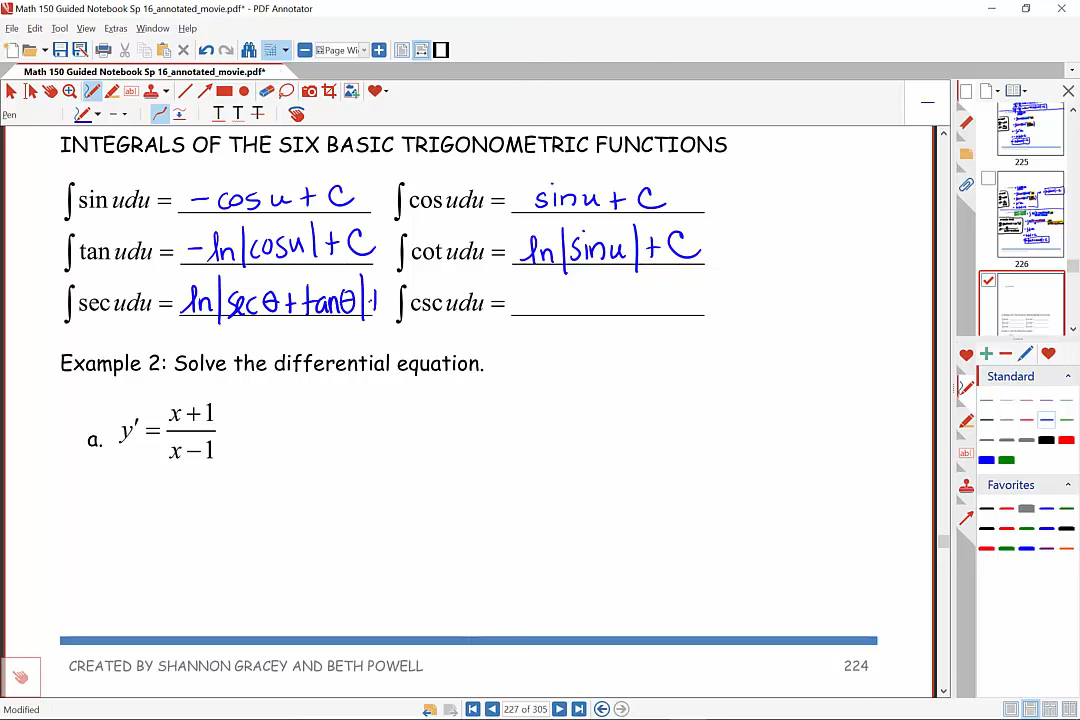 Math 150 Guided Notebook Sp 16_annotated_movie.pdf* - PDF Annotator
File Edit Tool View Extras Window Help
Page Wi
Math 150 Guided Notebook Sp 16_annotated_movie.pdf*
Pen
INTEGRALS OF THE SIX BASIC TRIGONOMETRIC FUNCTIONS
∫ sin u du = -cos u + C ∫ cos u du = sin u + C
∫ tan u du = -ln|cos u| + C ∫ cot u du = ln|sin u| + C
∫ sec u du = ln|sec θ + tan θ| ∫ csc u du =
Example 2: Solve the differential equation.
a. y′ = (x + 1)/(x − 1)
CREATED BY SHANNON GRACEY AND BETH POWELL 224
225
226
Standard
Favorites
Modified
227 of 305